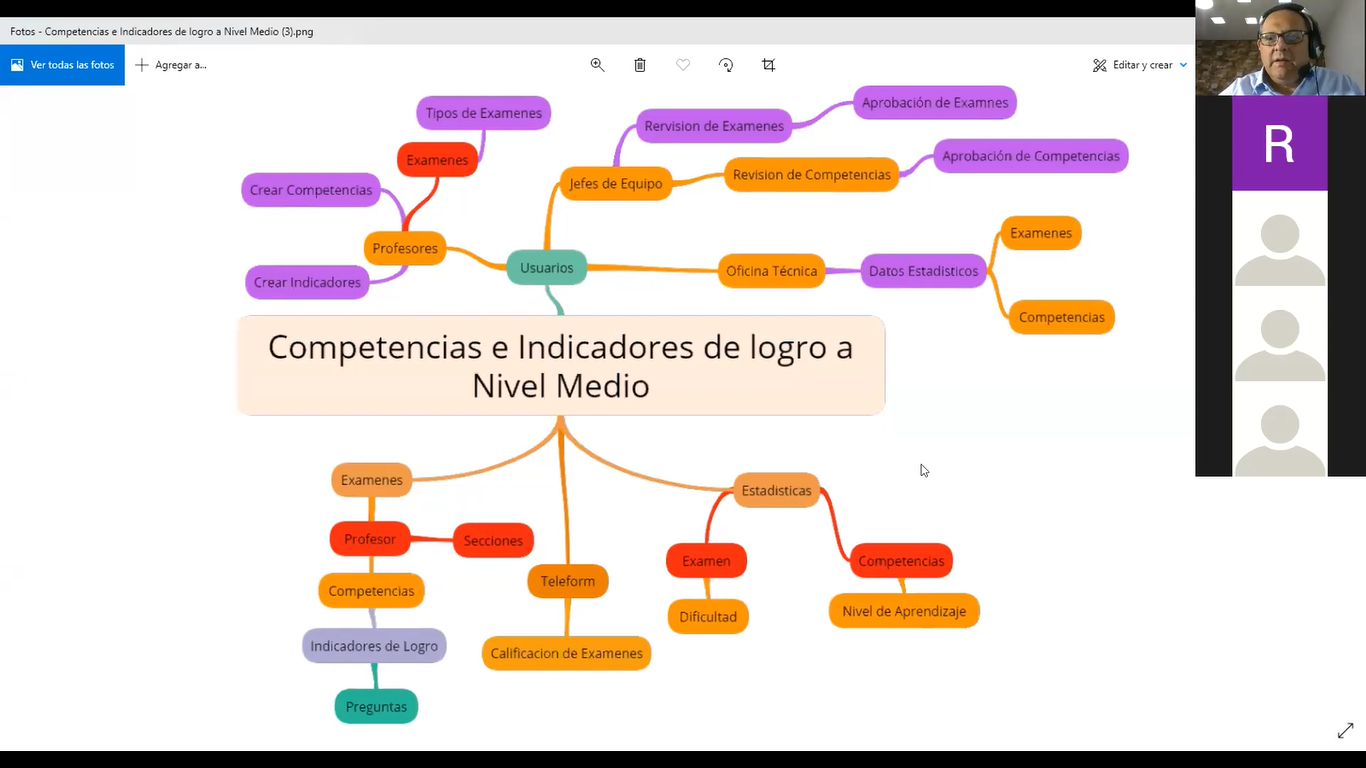 Fotos - Competencias e Indicadores de logro a Nivel Medio (3).png
Ver todas las fotos
Agregar a...
Editar y crear
R
Tipos de Examenes
Examenes
Crear Competencias
Profesores
Crear Indicadores
Usuarios
Jefes de Equipo
Rervision de Examenes
Aprobación de Examnes
Revision de Competencias
Aprobación de Competencias
Oficina Técnica
Datos Estadisticos
Examenes
Competencias
Competencias e Indicadores de logro a
Nivel Medio
Examenes
Profesor
Secciones
Competencias
Indicadores de Logro
Preguntas
Teleform
Calificacion de Examenes
Estadisticas
Examen
Dificultad
Competencias
Nivel de Aprendizaje